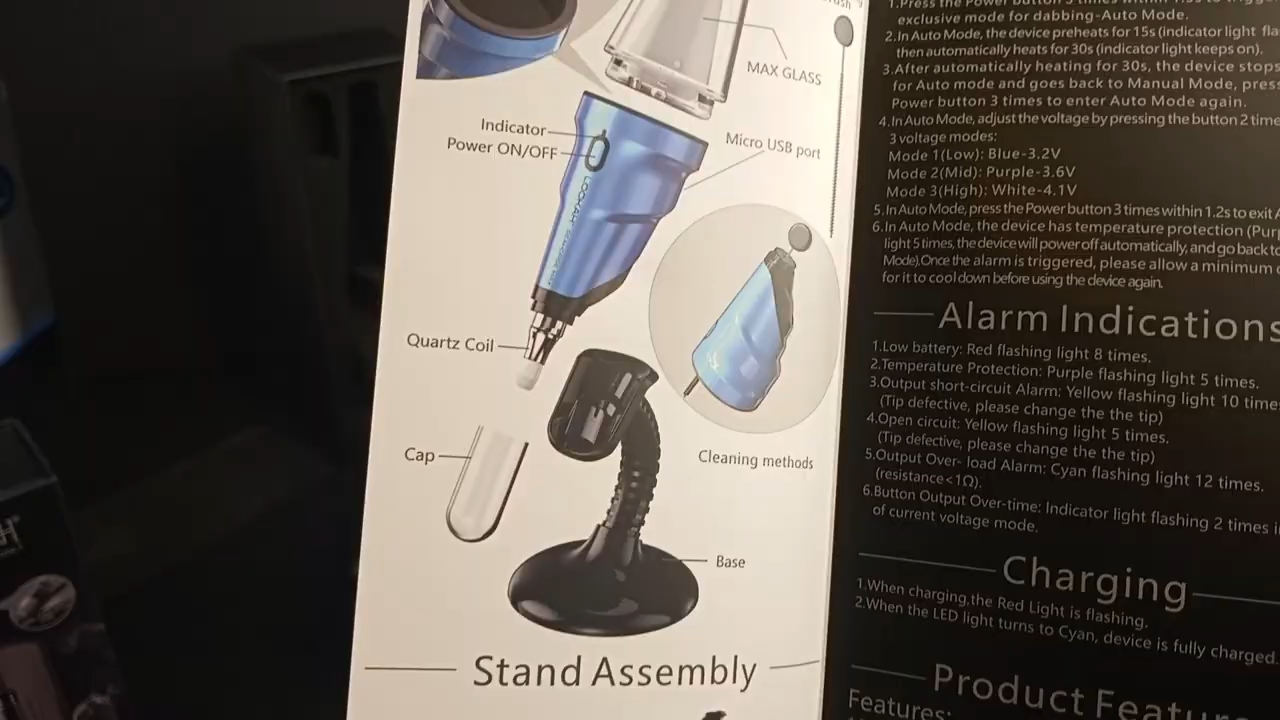 MAX GLASS
Indicator
Power ON/OFF
Micro USB port
LOOKAH
Quartz Coil
Cap
Cleaning methods
Base
Stand Assembly
1.Press the Power button
exclusive mode for dabbing-Auto Mode.
2.In Auto Mode, the device preheats for 15s (indicator light
then automatically heats for 30s (indicator light keeps on).
3.After automatically heating for 30s, the device stops
for Auto mode and goes back to Manual Mode, press
Power button 3 times to enter Auto Mode again.
4.In Auto Mode, adjust the voltage by pressing the button 2
3 voltage modes:
Mode 1(Low): Blue-3.2V
Mode 2(Mid): Purple-3.6V
Mode 3(High): White-4.1V
5.In Auto Mode, press the Power button 3 times within 1.2s to exit
6.In Auto Mode, the device has temperature protection
light 5 times, the device will power off automatically, and go back to
Mode).Once the alarm is triggered, please allow a minimum
for it to cool down before using the device again.
Alarm Indications
1.Low battery: Red flashing light 8 times.
2.Temperature Protection: Purple flashing light 5 times.
3.Output short-circuit Alarm: Yellow flashing light 10
(Tip defective, please change the the tip)
4.Open circuit: Yellow flashing light 5 times.
(Tip defective, please change the the tip)
5.Output Over- load Alarm: Cyan flashing light 12 times.
(resistance<1Ω).
6.Button Output Over-time: Indicator light flashing 2 times
of current voltage mode.
Charging
1.When charging,the Red Light is flashing.
2.When the LED light turns to Cyan, device is fully charged.
Product
Features: